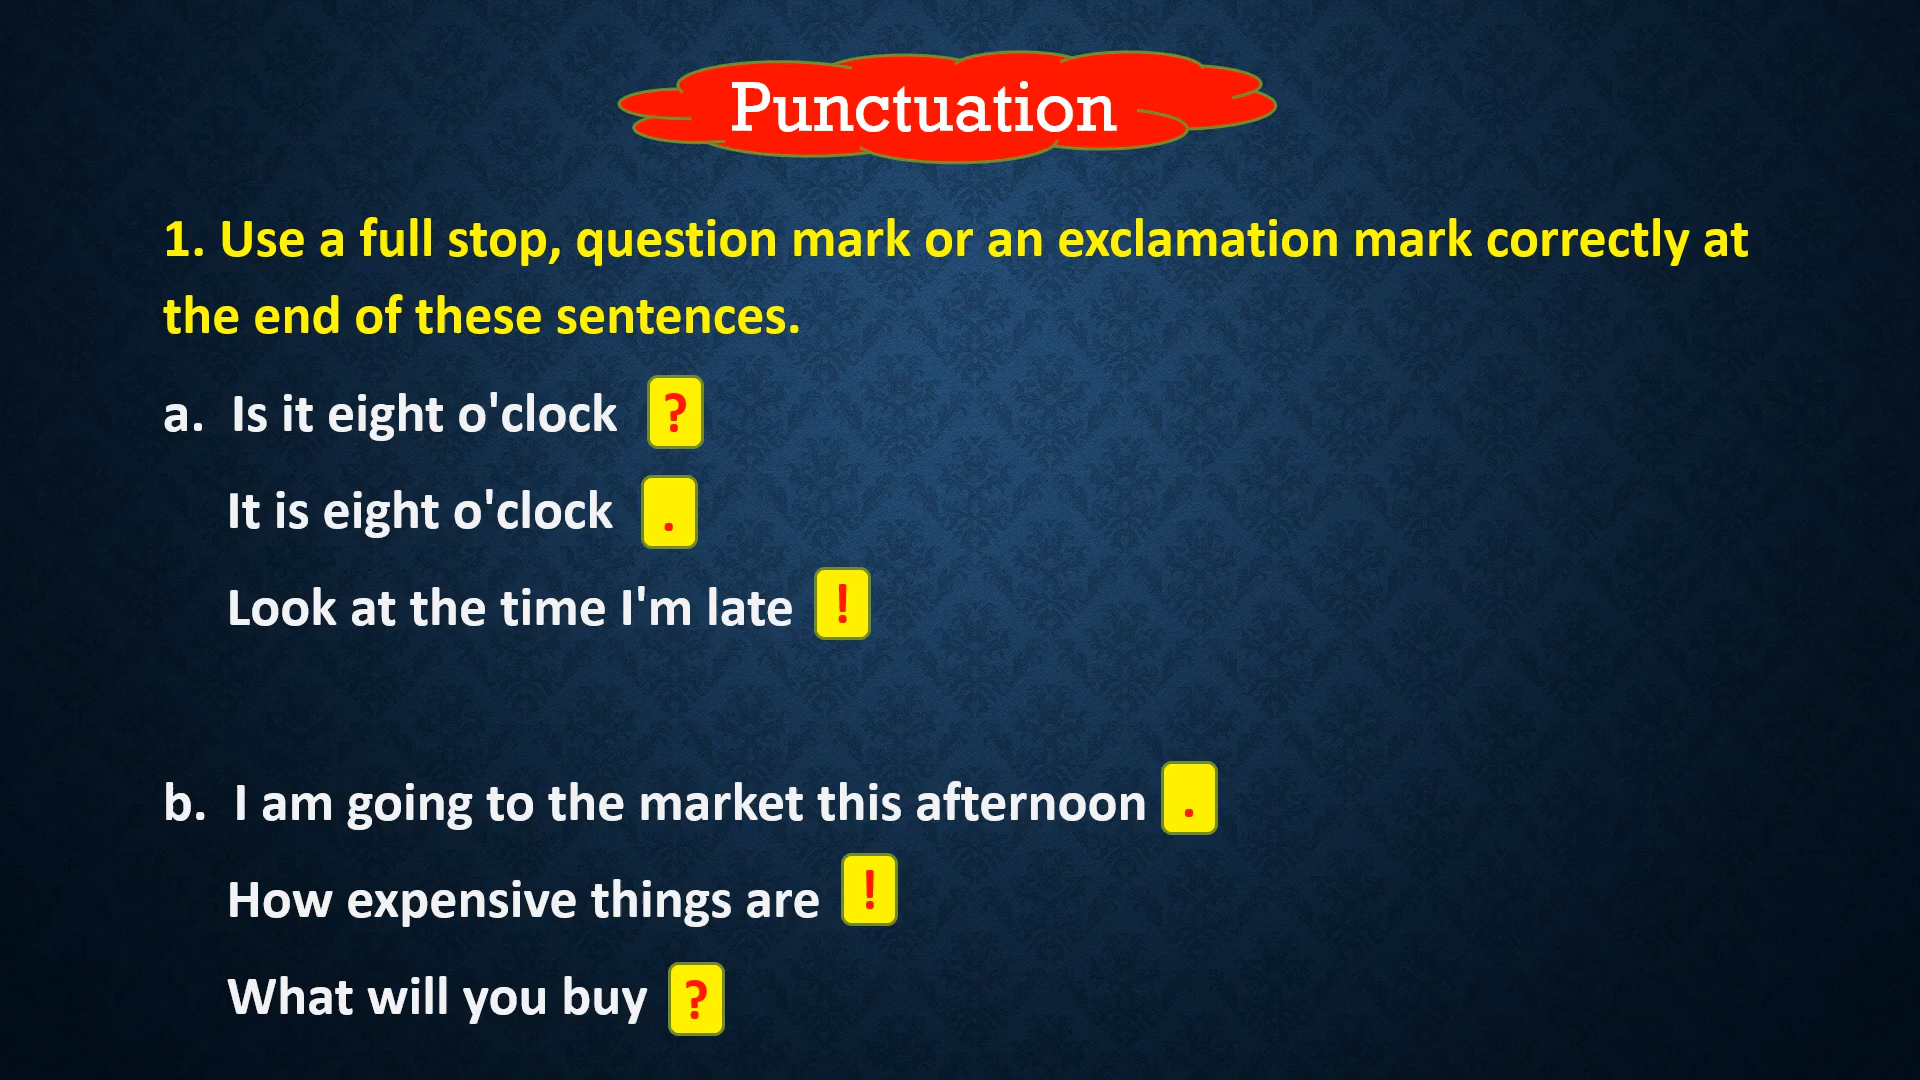 Punctuation
1. Use a full stop, question mark or an exclamation mark correctly at
the end of these sentences.
a. Is it eight o'clock ?
It is eight o'clock .
Look at the time I'm late !
b. I am going to the market this afternoon .
How expensive things are !
What will you buy ?